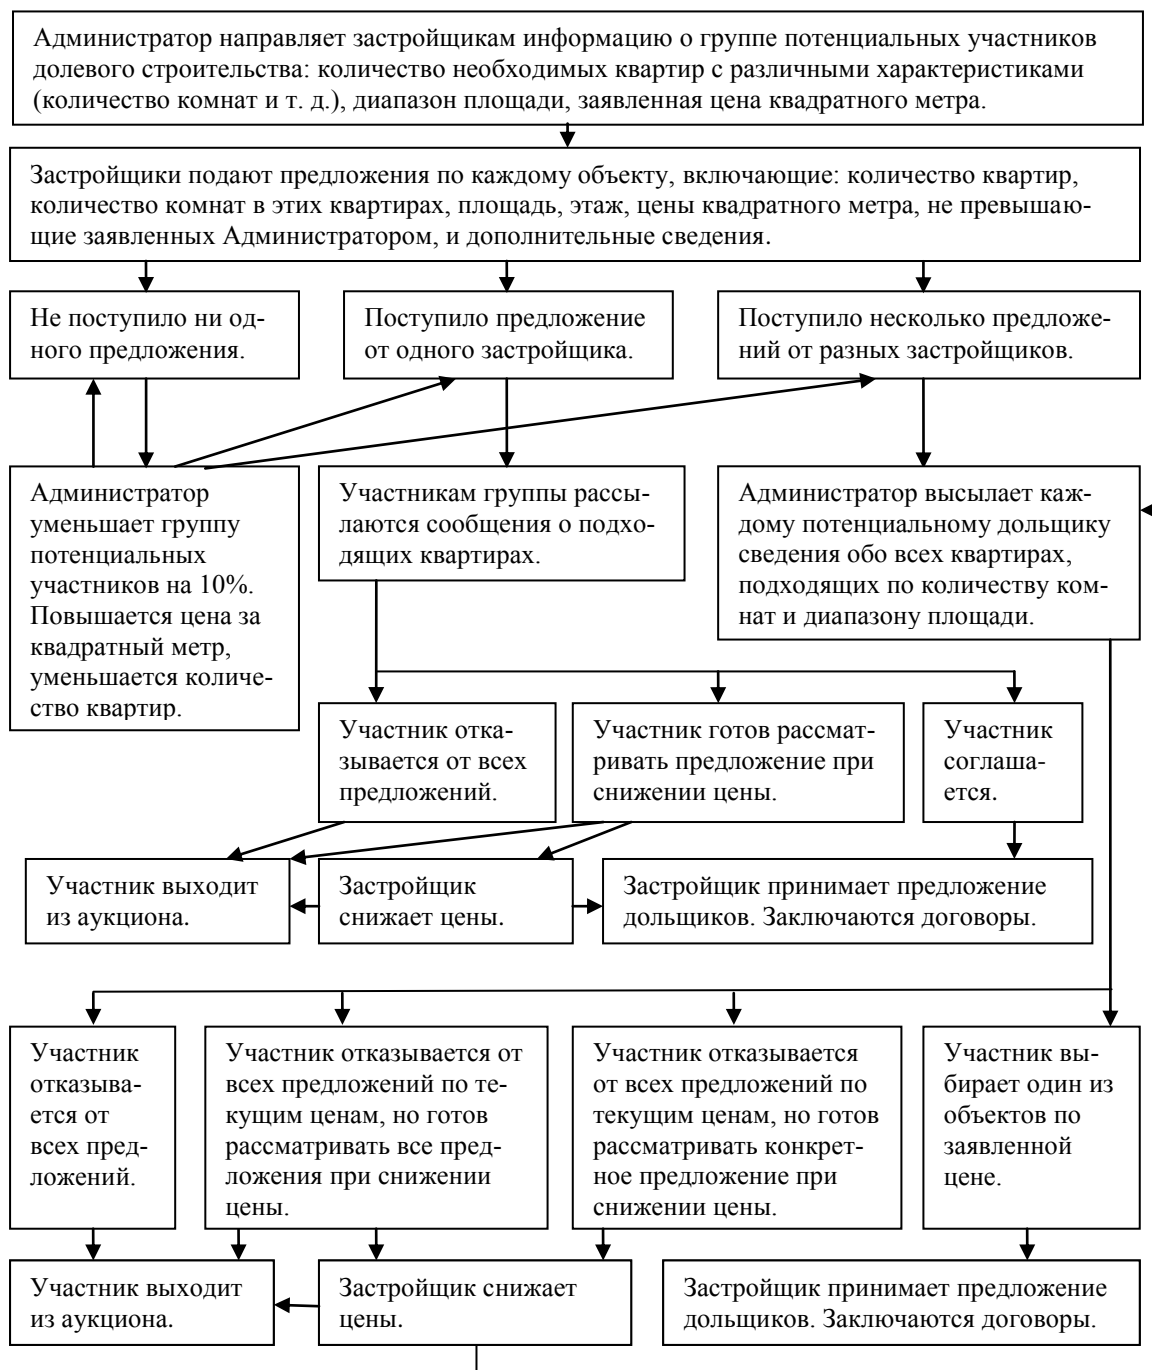 Администратор направляет застройщикам информацию о группе потенциальных участников
долевого строительства: количество необходимых квартир с различными характеристиками
(количество комнат и т. д.), диапазон площади, заявленная цена квадратного метра.
Застройщики подают предложения по каждому объекту, включающие: количество квартир,
количество комнат в этих квартирах, площадь, этаж, цены квадратного метра, не превышаю-
щие заявленных Администратором, и дополнительные сведения.
Не поступило ни од-
ного предложения.
Поступило предложение
от одного застройщика.
Поступило несколько предложе-
ний от разных застройщиков.
Администратор
уменьшает группу
потенциальных
участников на 10%.
Повышается цена за
квадратный метр,
уменьшается количе-
ство квартир.
Участникам группы рассы-
лаются сообщения о подхо-
дящих квартирах.
Администратор высылает каж-
дому потенциальному дольщику
сведения обо всех квартирах,
подходящих по количеству ком-
нат и диапазону площади.
Участник отка-
зывается от всех
предложений.
Участник готов рассмат-
ривать предложение при
снижении цены.
Участник
соглаша-
ется.
Участник выходит
из аукциона.
Застройщик
снижает цены.
Застройщик принимает предложение
дольщиков. Заключаются договоры.
Участник
отказыва-
ется от
всех пред-
ложений.
Участник отказывается от
всех предложений по те-
кущим ценам, но готов
рассматривать все пред-
ложения при снижении
цены.
Участник отказывается
от всех предложений по
текущим ценам, но готов
рассматривать конкрет-
ное предложение при
снижении цены.
Участник вы-
бирает один из
объектов по
заявленной
цене.
Участник выходит
из аукциона.
Застройщик снижает
цены.
Застройщик принимает предложение
дольщиков. Заключаются договоры.